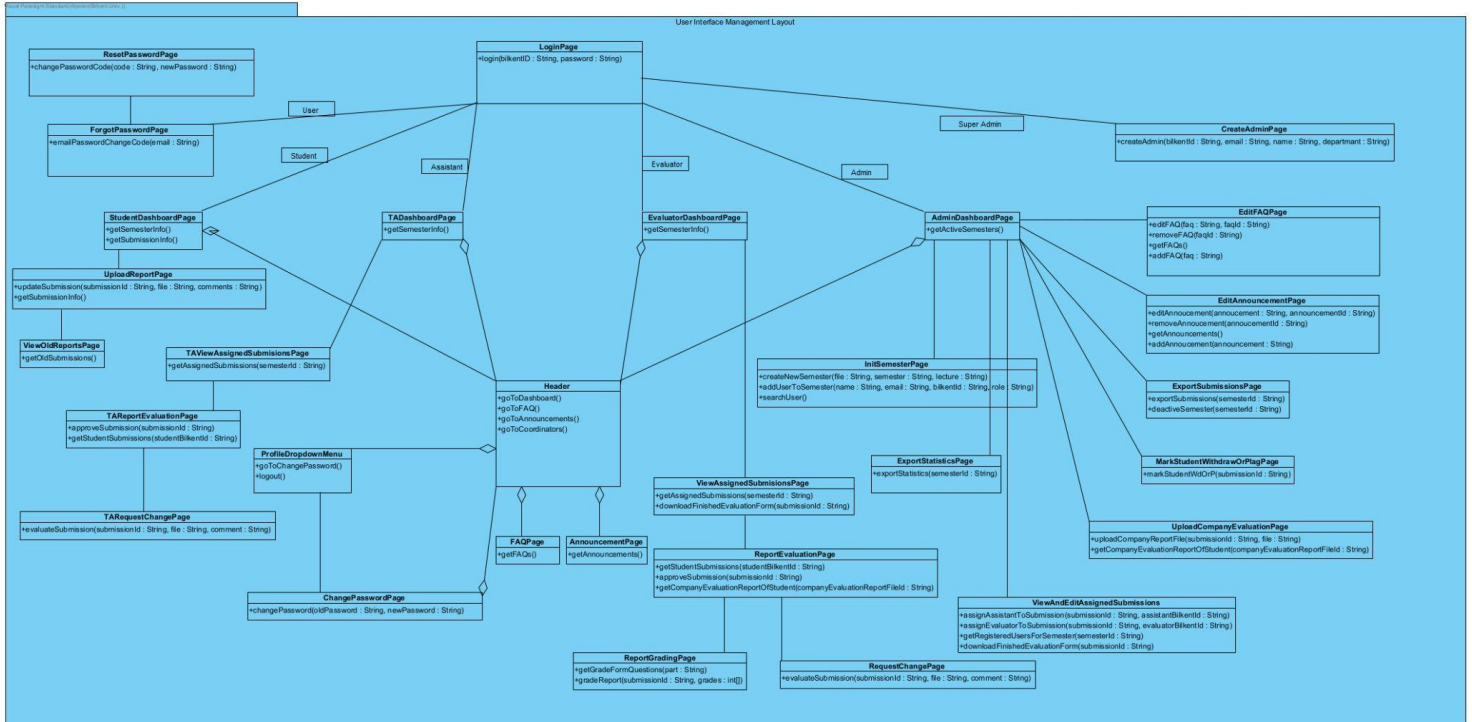 Visual Paradigm Standard(nilperen(Bilkent Univ.))
User Interface Management Layout
ResetPasswordPage
+changePasswordCode(code : String, newPassword : String)
LoginPage
+login(bilkentID : String, password : String)
User
Super Admin
ForgotPasswordPage
+emailPasswordChangeCode(email : String)
CreateAdminPage
+createAdmin(bilkentId : String, email : String, name : String, departmant : String)
Student
Assistant
Evaluator
Admin
StudentDashboardPage
+getSemesterInfo()
+getSubmissionInfo()
TADashboardPage
+getSemesterInfo()
EvaluatorDashboardPage
+getSemesterInfo()
AdminDashboardPage
+getActiveSemesters()
EditFAQPage
+editFAQ(faq : String, faqId : String)
+removeFAQ(faqId : String)
+getFAQs()
+addFAQ(faq : String)
UploadReportPage
+updateSubmission(submissionId : String, file : String, comments : String)
+getSubmissionInfo()
EditAnnouncementPage
+editAnnoucement(annoucement : String, announcementId : String)
+removeAnnoucement(annoucementId : String)
+getAnnouncements()
+addAnnoucement(announcement : String)
ViewOldReportsPage
+getOldSubmissions()
TAViewAssignedSubmisionsPage
+getAssignedSubmissions(semesterId : String)
InitSemesterPage
+createNewSemester(file : String, semester : String, lecture : String)
+addUserToSemester(name : String, email : String, bilkentId : String, role : String)
+searchUser()
Header
+goToDashboard()
+goToFAQ()
+goToAnnouncements()
+goToCoordinators()
ExportSubmissionsPage
+exportSubmissions(semesterId : String)
+deactiveSemester(semesterId : String)
TAReportEvaluationPage
+approveSubmission(submissionId : String)
+getStudentSubmissions(studentBilkentId : String)
ProfileDropdownMenu
+goToChangePassword()
+logout()
ExportStatisticsPage
+exportStatistics(semesterId : String)
MarkStudentWithdrawOrPlagPage
+markStudentWdOrP(submissionId : String)
ViewAssignedSubmisionsPage
+getAssignedSubmissions(semesterId : String)
+downloadFinishedEvaluationForm(submissionId : String)
TARequestChangePage
+evaluateSubmission(submissionId : String, file : String, comment : String)
UploadCompanyEvaluationPage
+uploadCompanyReportFile(submissionId : String, file : String)
+getCompanyEvaluationReportOfStudent(companyEvaluationReportFileId : String)
FAQPage
+getFAQs()
AnnouncementPage
+getAnnouncements()
ReportEvaluationPage
+getStudentSubmissions(studentBilkentId : String)
+approveSubmission(submissionId : String)
+getCompanyEvaluationReportOfStudent(companyEvaluationReportFileId : String)
ChangePasswordPage
+changePassword(oldPassword : String, newPassword : String)
ViewAndEditAssignedSubmissions
+assignAssistantToSubmission(submissionId : String, assistantBilkentId : String)
+assignEvaluatorToSubmission(submissionId : String, evaluatorBilkentId : String)
+getRegisteredUsersForSemester(semesterId : String)
+downloadFinishedEvaluationForm(submissionId : String)
ReportGradingPage
+getGradeFormQuestions(part : String)
+gradeReport(submissionId : String, grades : int[])
RequestChangePage
+evaluateSubmission(submissionId : String, file : String, comment : String)